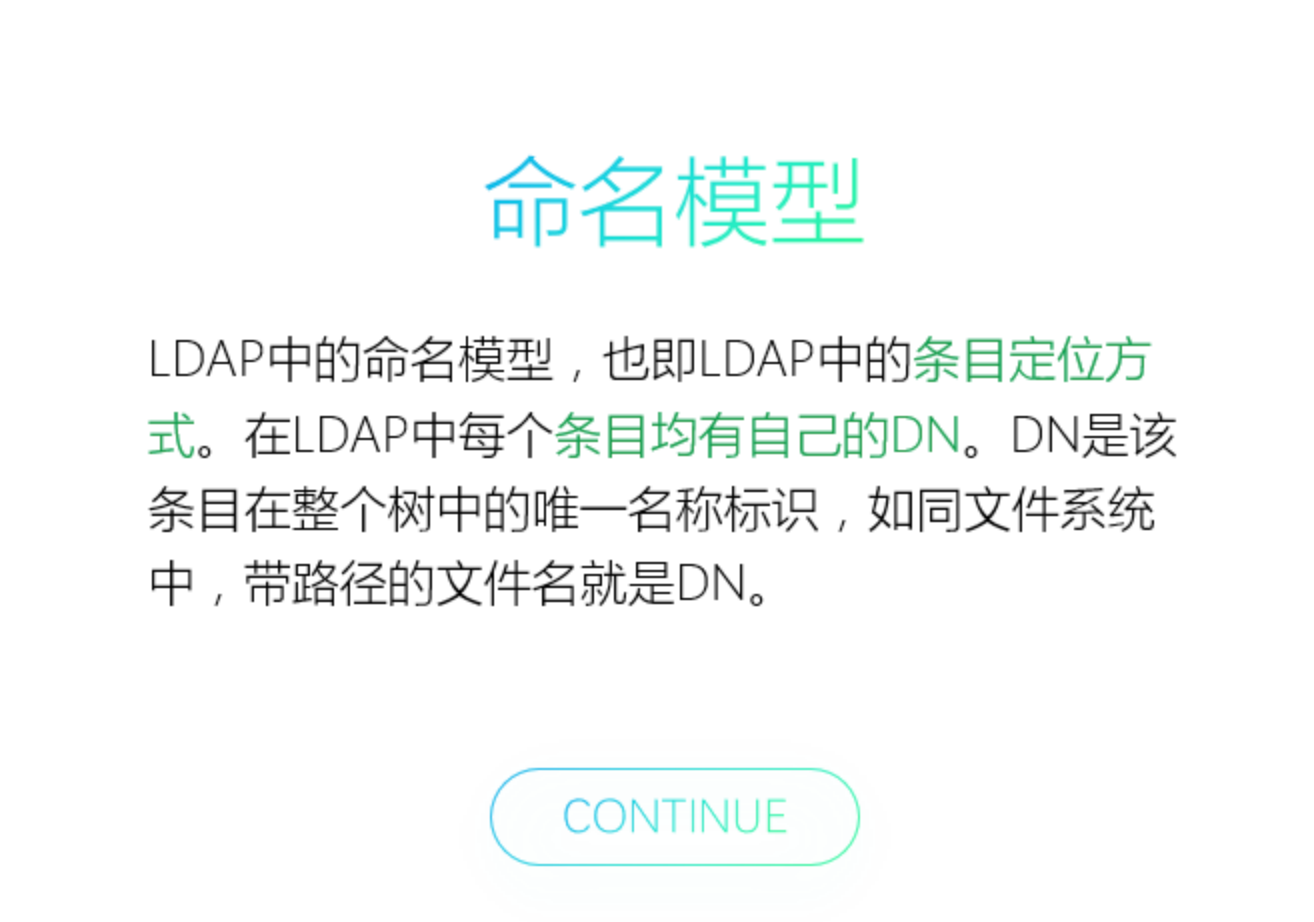 命名模型
LDAP中的命名模型，也即LDAP中的条目定位方
式。在LDAP中每个条目均有自己的DN。DN是该
条目在整个树中的唯一名称标识，如同文件系统
中，带路径的文件名就是DN。
CONTINUE